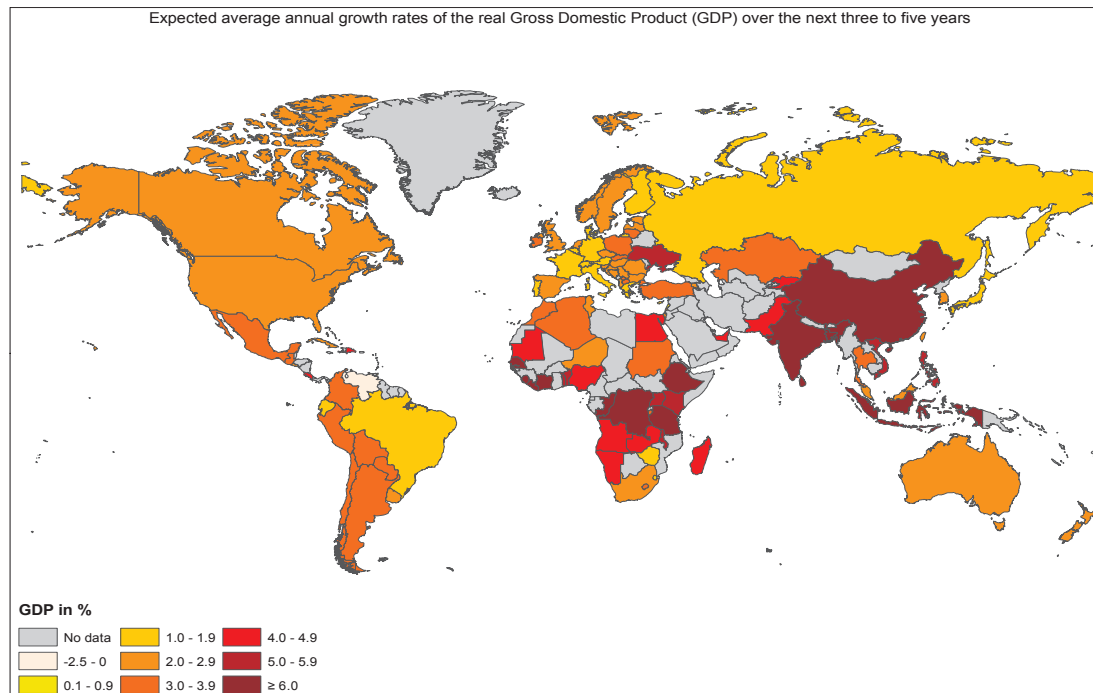 Expected average annual growth rates of the real Gross Domestic Product (GDP) over the next three to five years
GDP in %
No data
-2.5 - 0
0.1 - 0.9
1.0 - 1.9
2.0 - 2.9
3.0 - 3.9
4.0 - 4.9
5.0 - 5.9
≥ 6.0